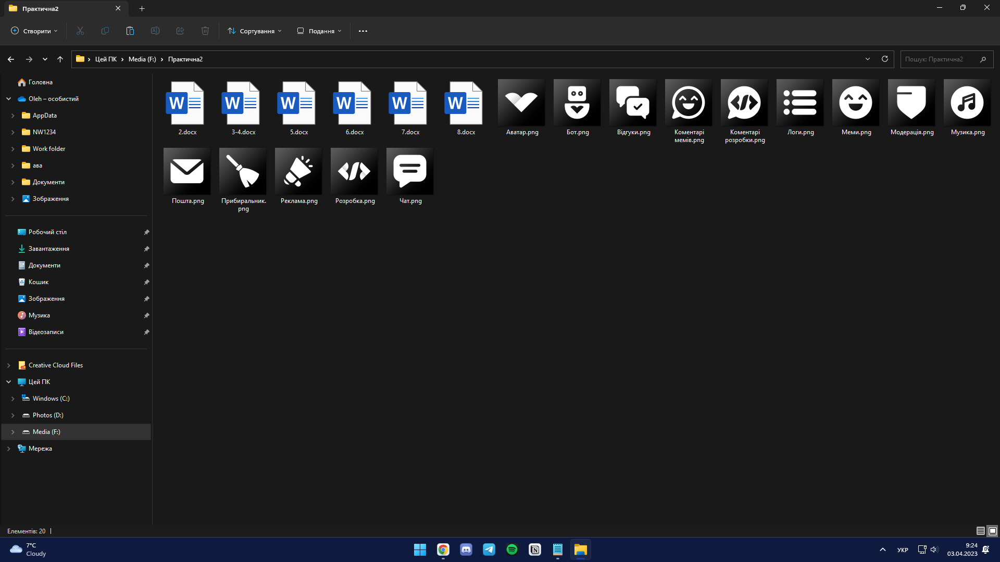 Практична2
Створити
Сортування
Подання
Цей ПК
Media (F:)
Практична2
Пошук: Практична2
Головна
Oleh – особистий
AppData
NW1234
Work folder
ава
Документи
Зображення
Робочий стіл
Завантаження
Документи
Кошик
Зображення
Музика
Відеозаписи
Creative Cloud Files
Цей ПК
Windows (C:)
Photos (D:)
Media (F:)
Мережа
2.docx
3-4.docx
5.docx
6.docx
7.docx
8.docx
Аватар.png
Бот.png
Відгуки.png
Коментарі
мемів.png
Коментарі
розробки.png
Логи.png
Меми.png
Модерація.png
Музика.png
Пошта.png
Прибиральник.
png
Реклама.png
Розробка.png
Чат.png
Елементів: 20
7°C
Cloudy
УКР
9:24
03.04.2023